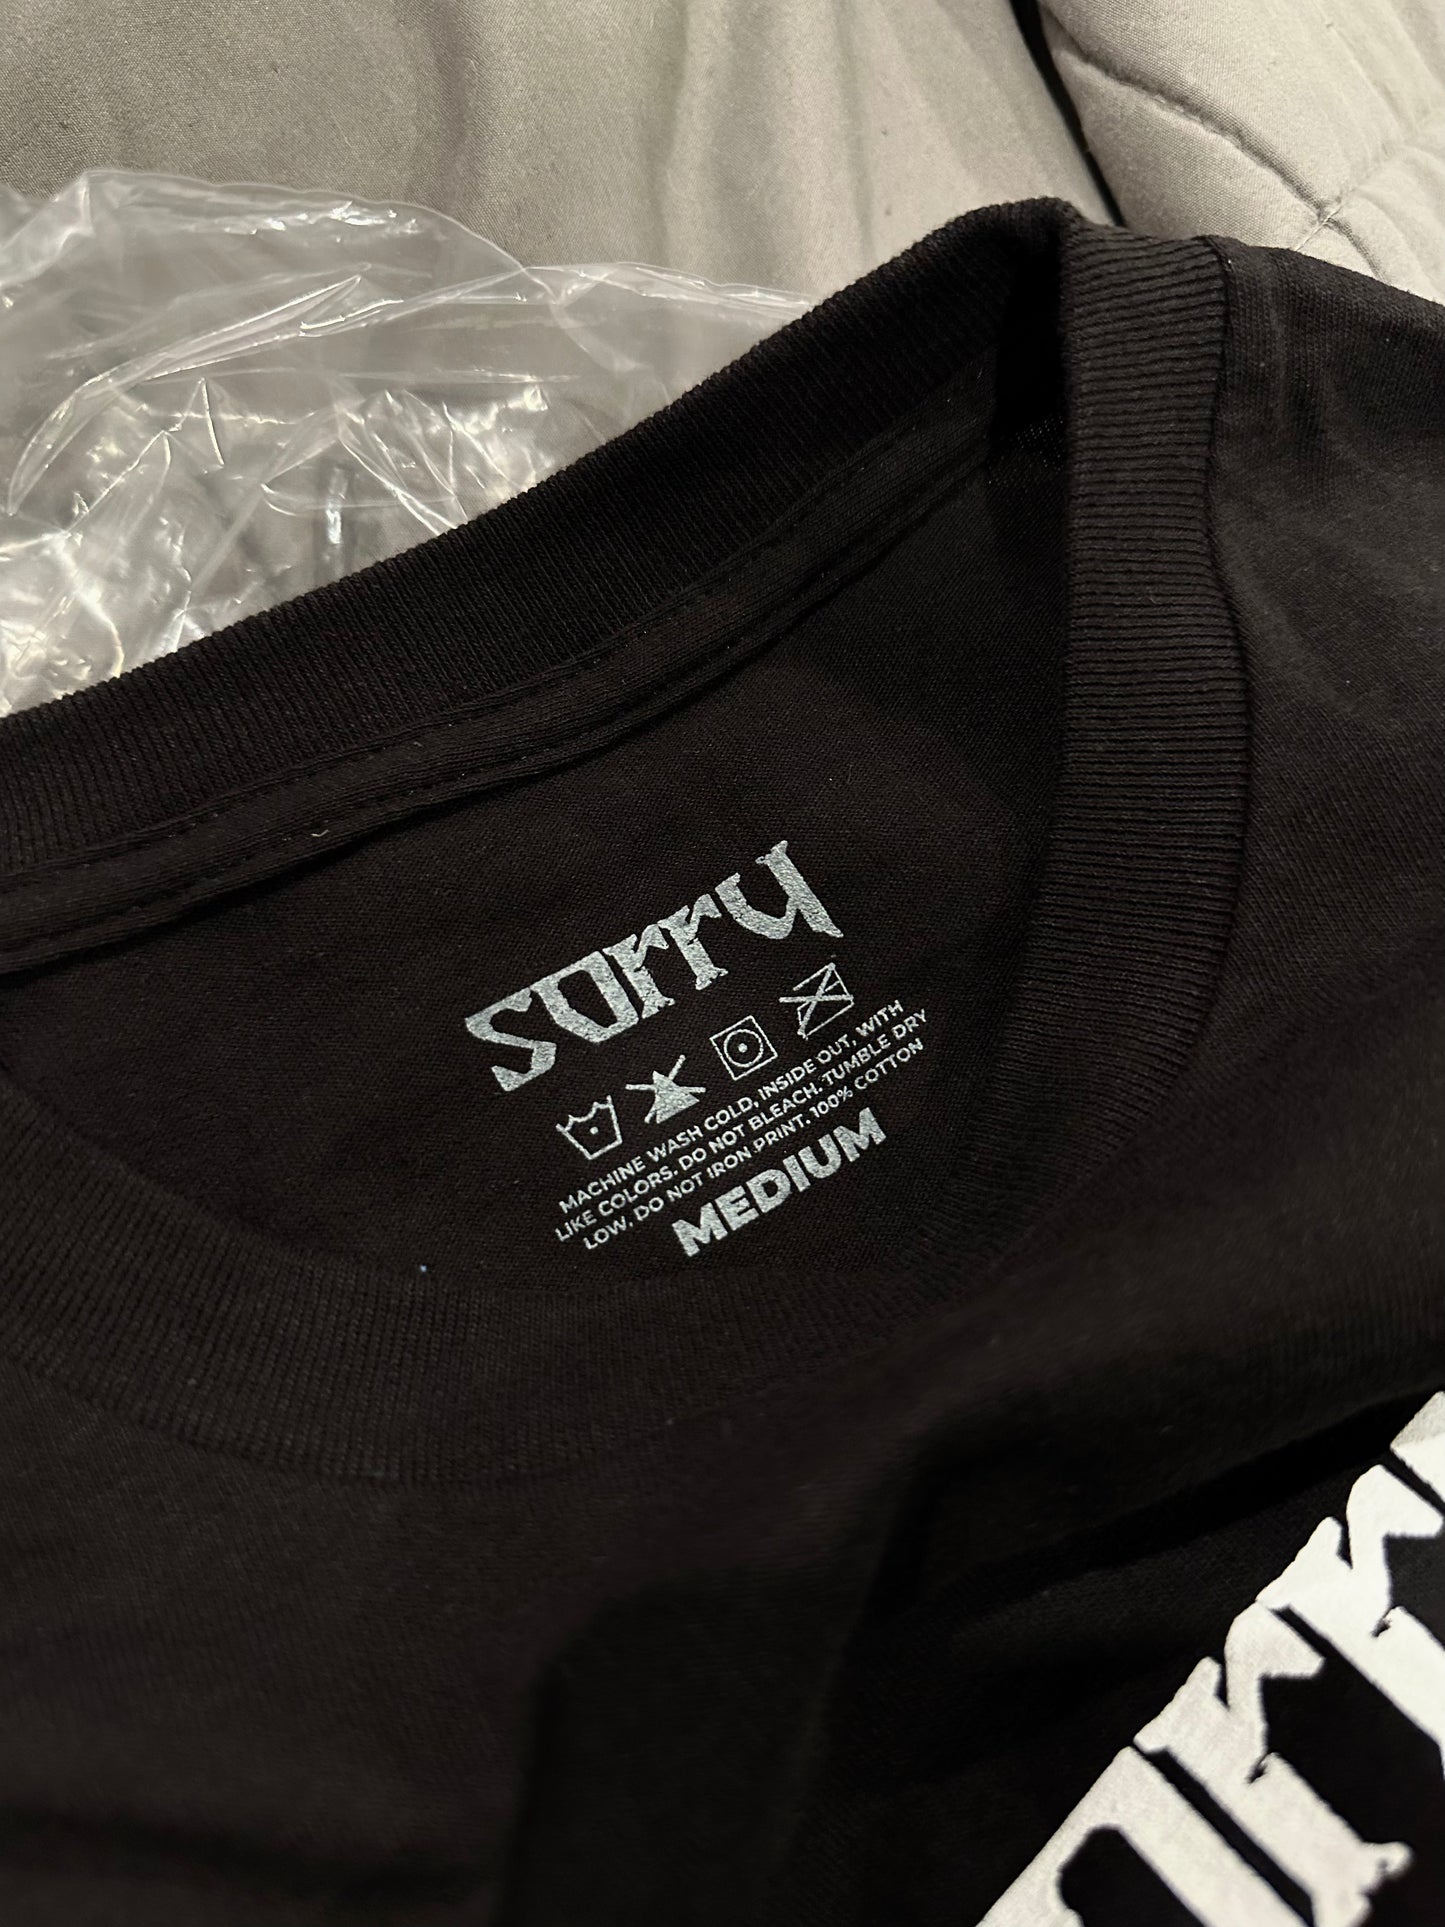 SORRY
MACHINE WASH COLD, INSIDE OUT, WITH
LIKE COLORS. DO NOT BLEACH. TUMBLE DRY
LOW, DO NOT IRON PRINT. 100% COTTON
MEDIUM